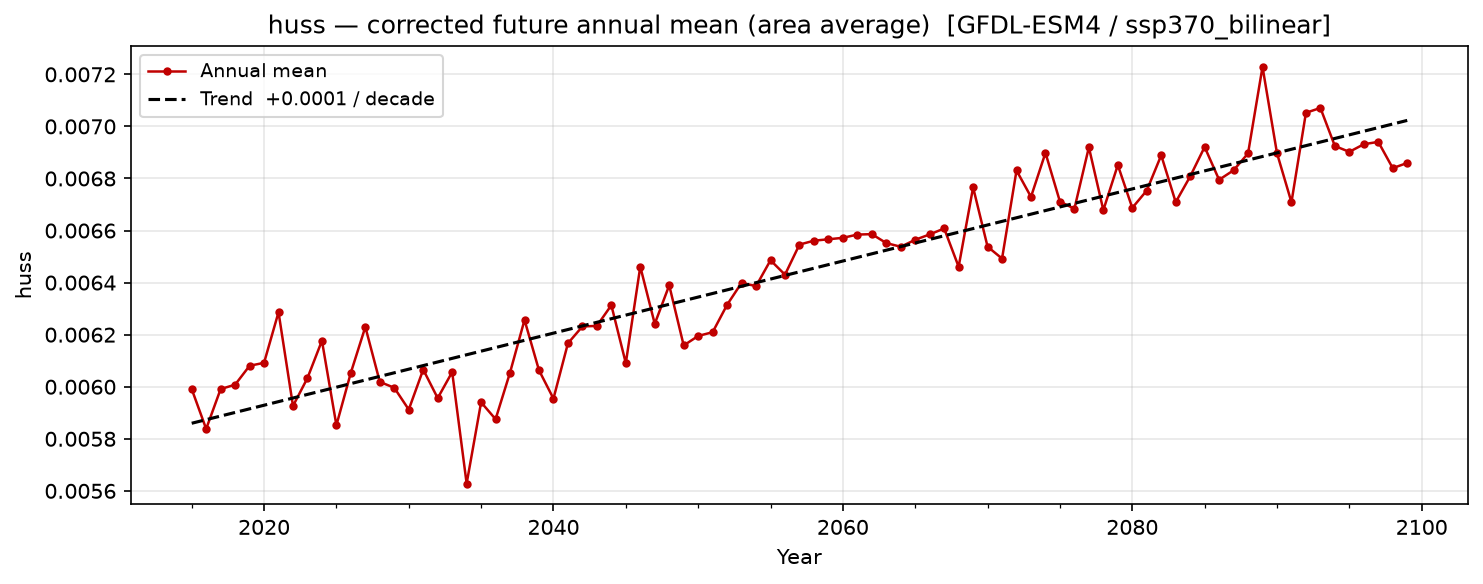 huss — corrected future annual mean (area average)  [GFDL-ESM4 / ssp370_bilinear]
Annual mean
Trend  +0.0001 / decade
0.0072
0.0070
0.0068
0.0066
0.0064
0.0062
0.0060
0.0058
0.0056
huss
2020
2040
2060
2080
2100
Year